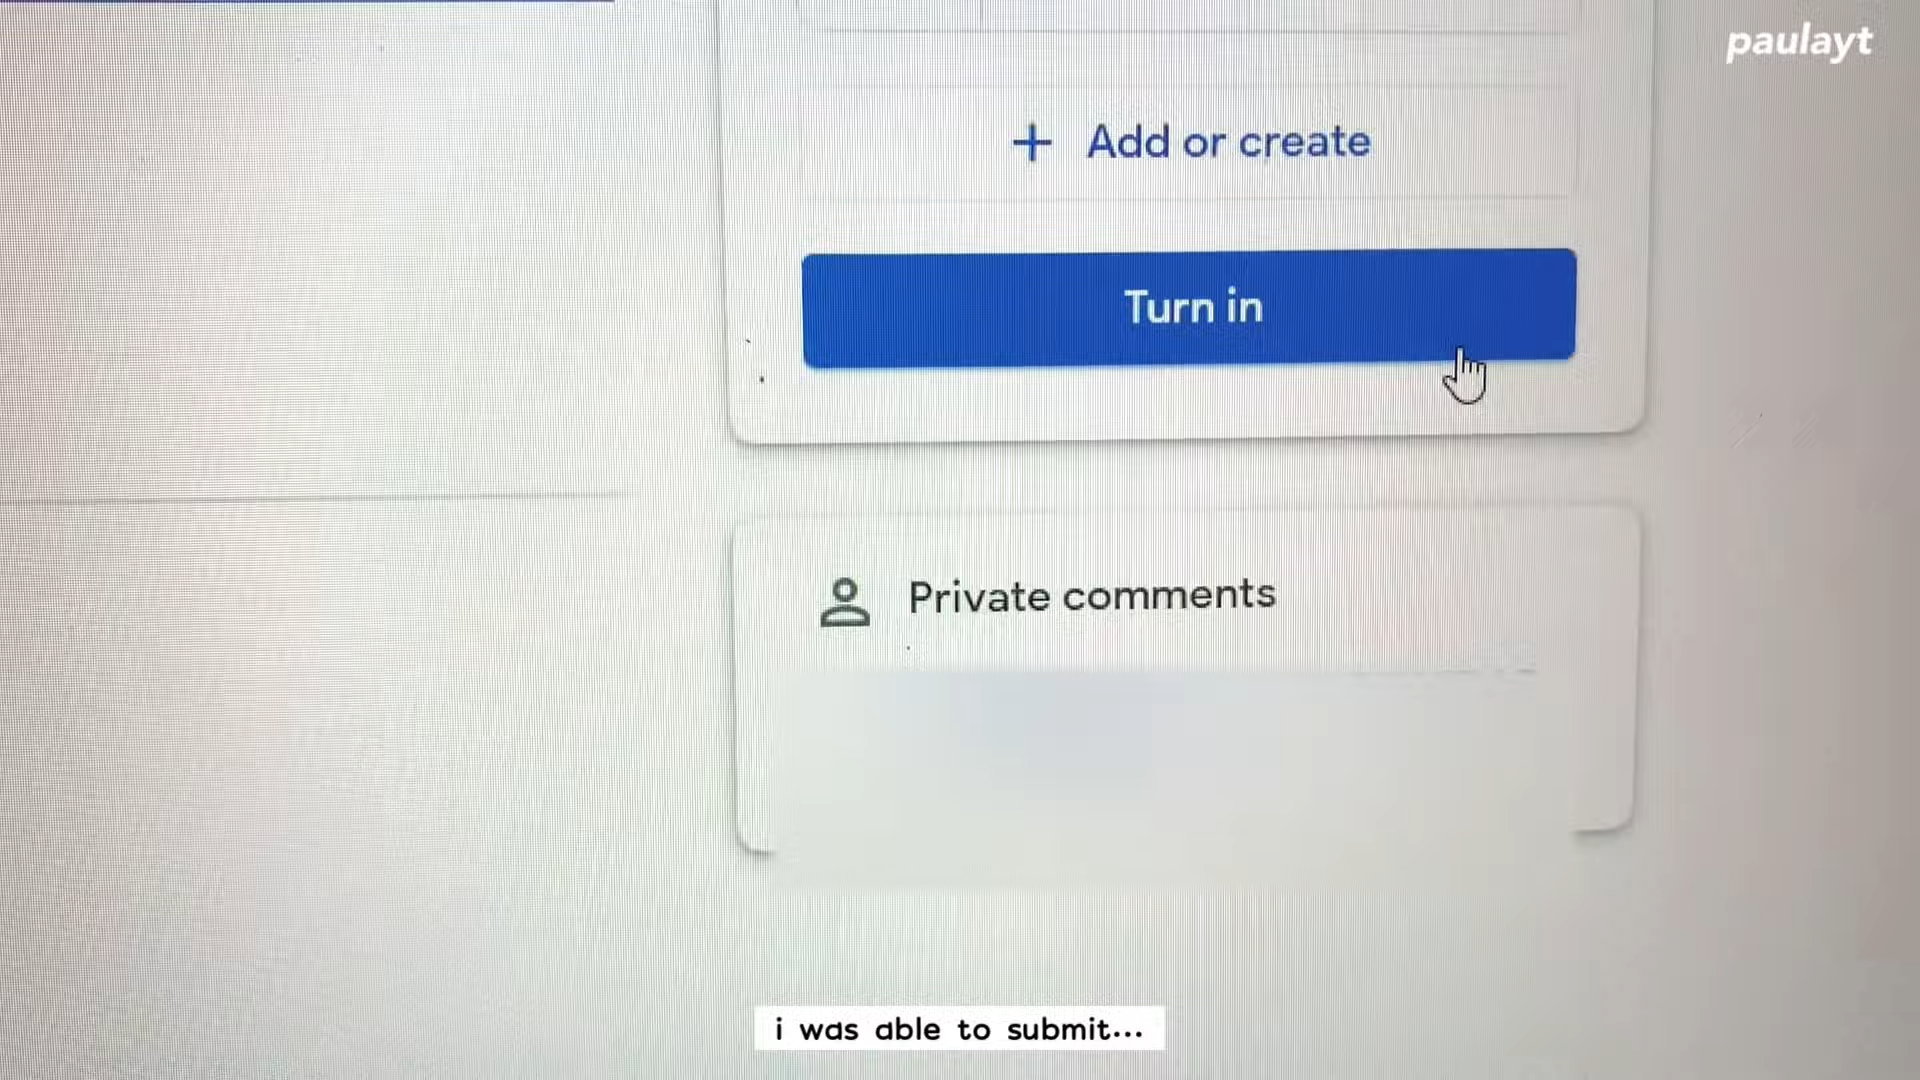 paulayt
+ Add or create
Turn in
Private comments
i was able to submit...